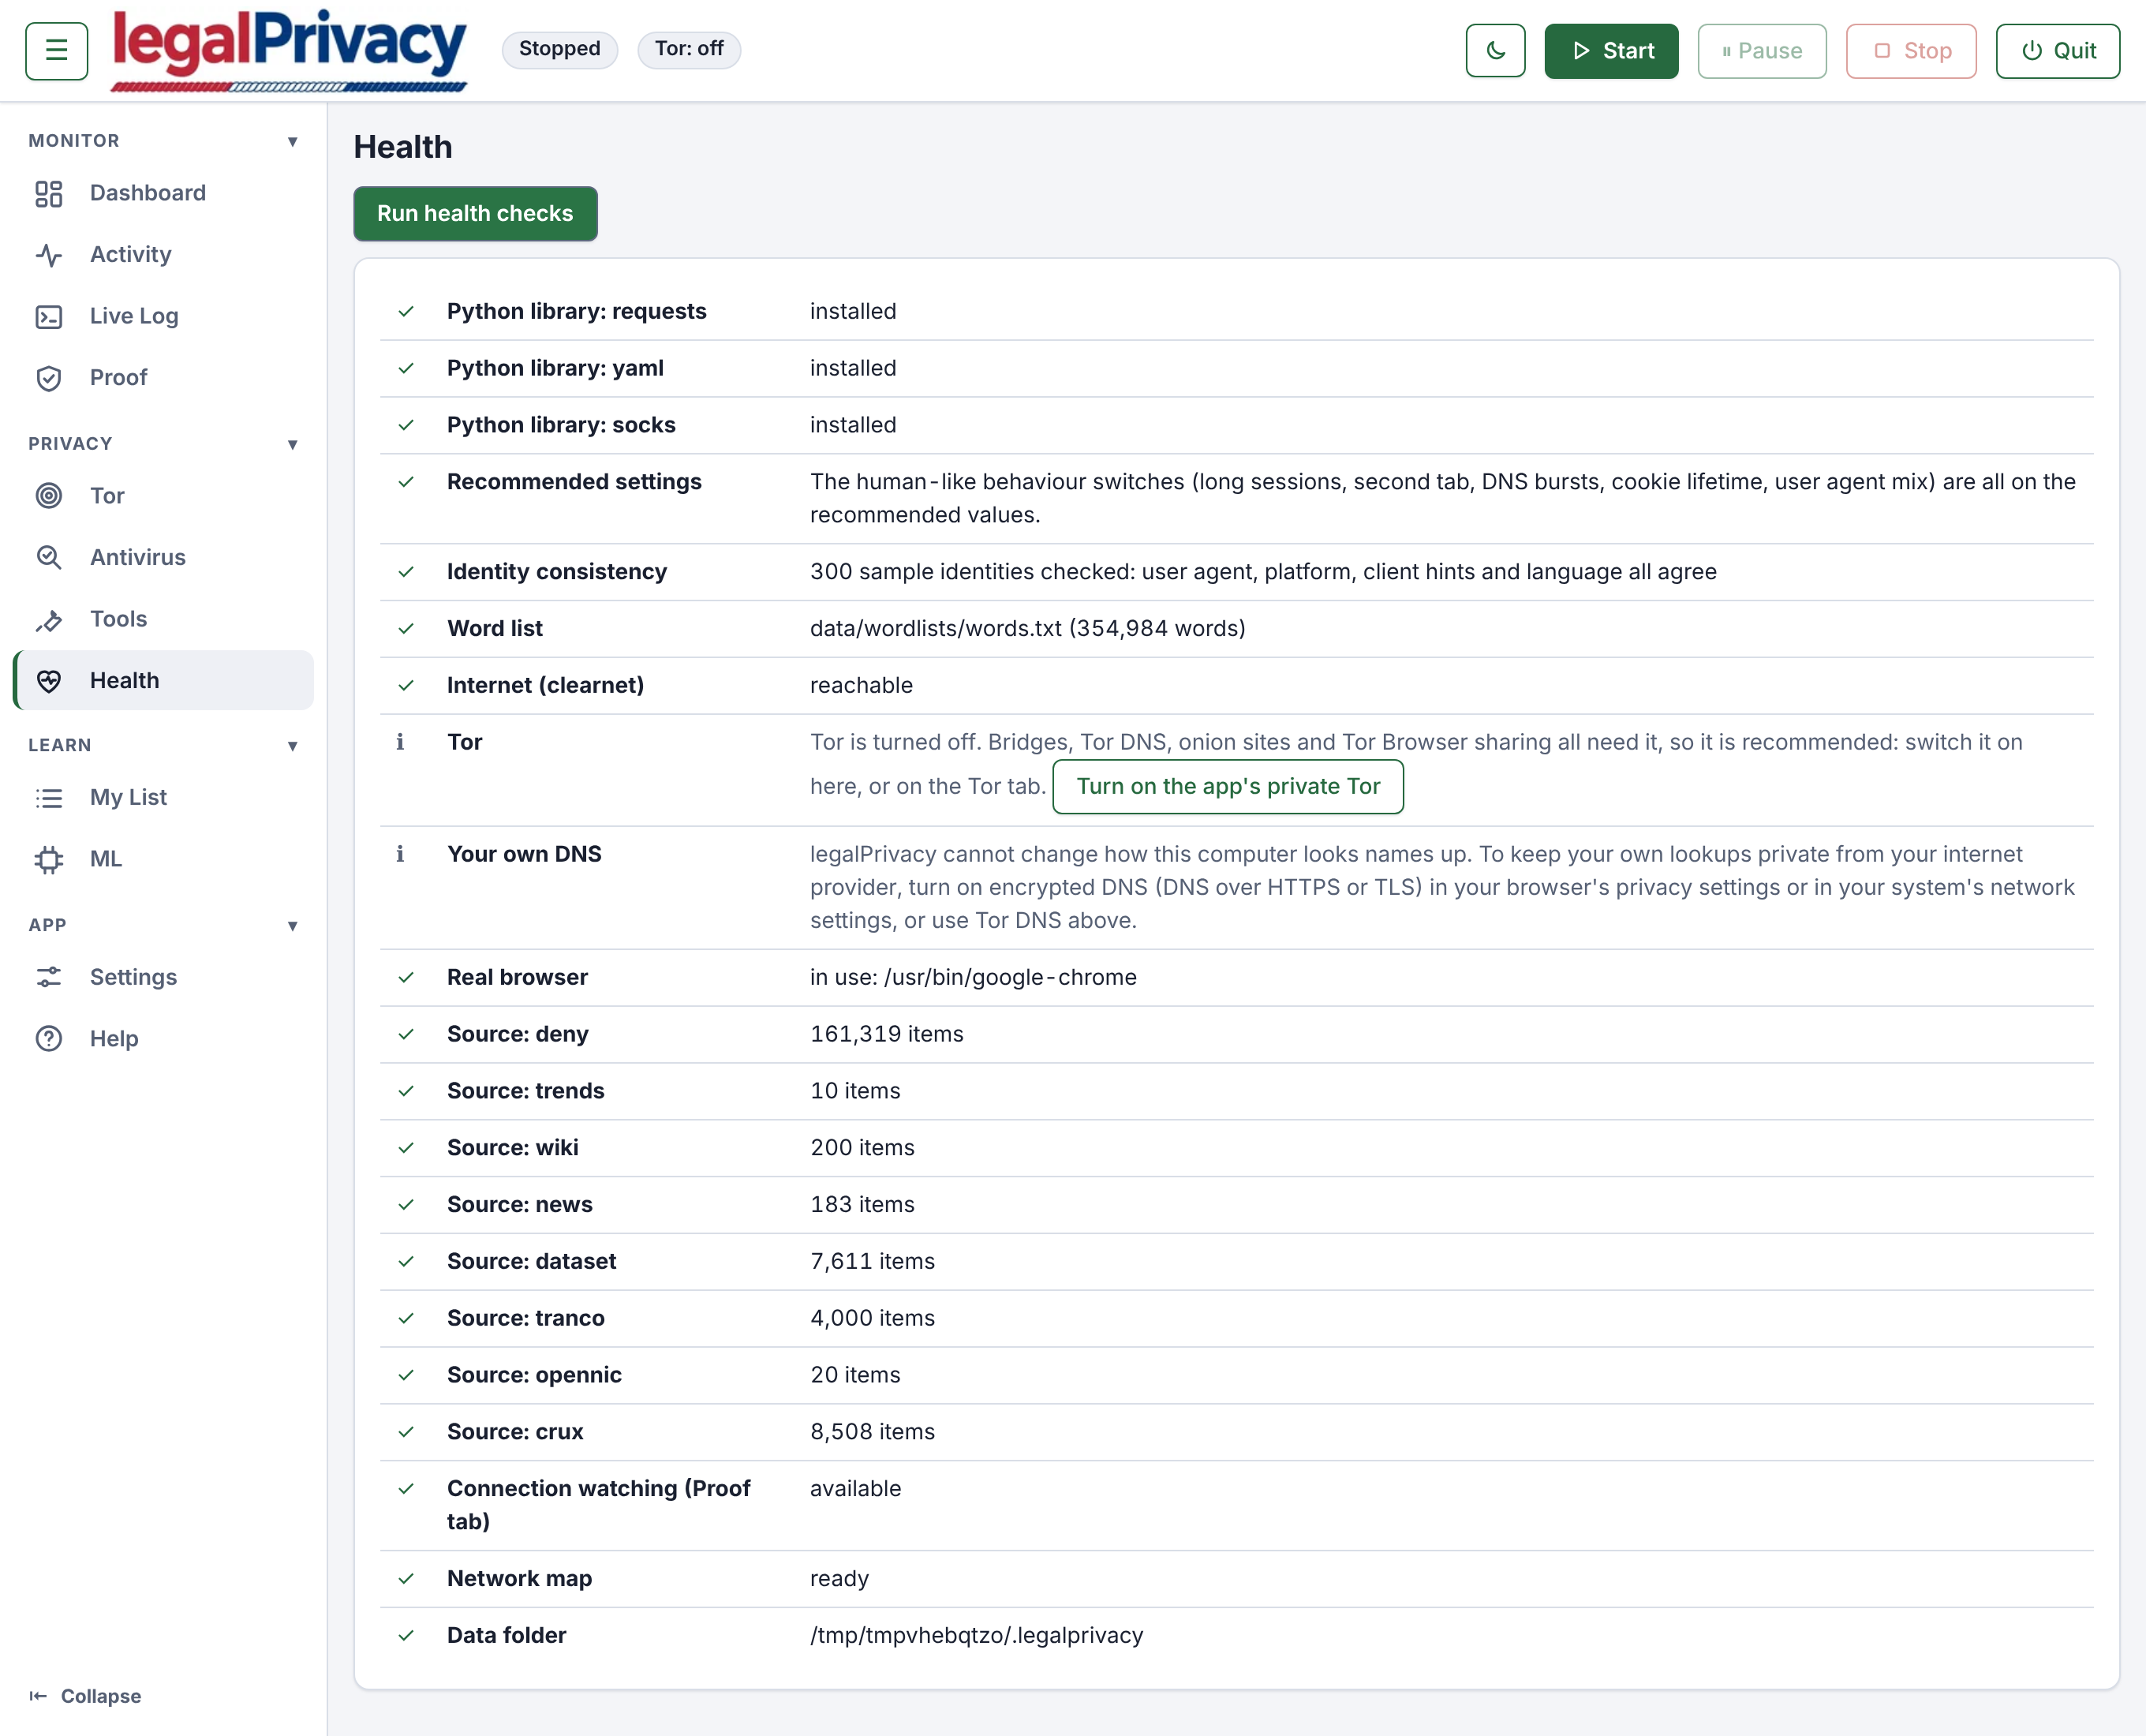 legalPrivacy
Stopped
Tor: off
Start
Pause
Stop
Quit
MONITOR
Dashboard
Activity
Live Log
Proof
PRIVACY
Tor
Antivirus
Tools
Health
LEARN
My List
ML
APP
Settings
Help
Collapse
Health
Run health checks
Python library: requests installed
Python library: yaml installed
Python library: socks installed
Recommended settings The human-like behaviour switches (long sessions, second tab, DNS bursts, cookie lifetime, user agent mix) are all on the
recommended values.
Identity consistency 300 sample identities checked: user agent, platform, client hints and language all agree
Word list data/wordlists/words.txt (354,984 words)
Internet (clearnet) reachable
Tor Tor is turned off. Bridges, Tor DNS, onion sites and Tor Browser sharing all need it, so it is recommended: switch it on
here, or on the Tor tab. Turn on the app's private Tor
Your own DNS legalPrivacy cannot change how this computer looks names up. To keep your own lookups private from your internet
provider, turn on encrypted DNS (DNS over HTTPS or TLS) in your browser's privacy settings or in your system's network
settings, or use Tor DNS above.
Real browser in use: /usr/bin/google-chrome
Source: deny 161,319 items
Source: trends 10 items
Source: wiki 200 items
Source: news 183 items
Source: dataset 7,611 items
Source: tranco 4,000 items
Source: opennic 20 items
Source: crux 8,508 items
Connection watching (Proof available
tab)
Network map ready
Data folder /tmp/tmpvhebqtzo/.legalprivacy